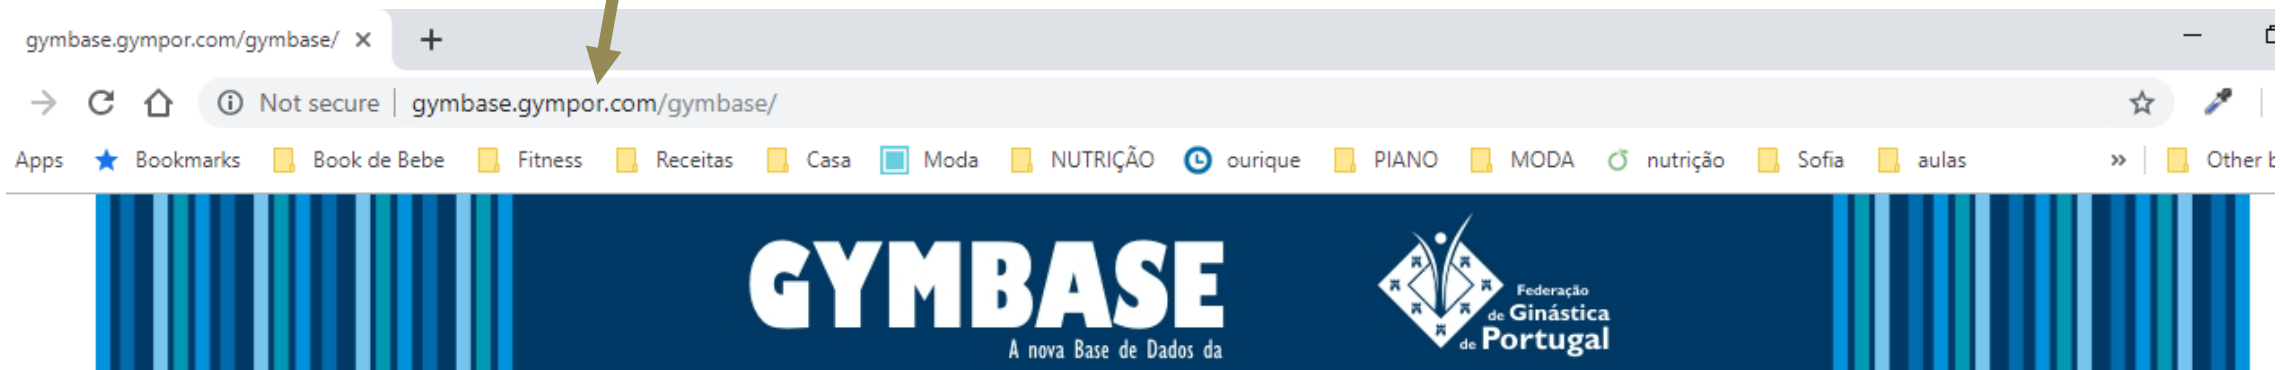 gymbase.gympor.com/gymbase/
Not secure | gymbase.gympor.com/gymbase/
Apps Bookmarks Book de Bebe Fitness Receitas Casa Moda NUTRIÇÃO ourique PIANO MODA nutrição Sofia aulas » Other b
GYMBASE
A nova Base de Dados da
Federação
de Ginástica
de Portugal